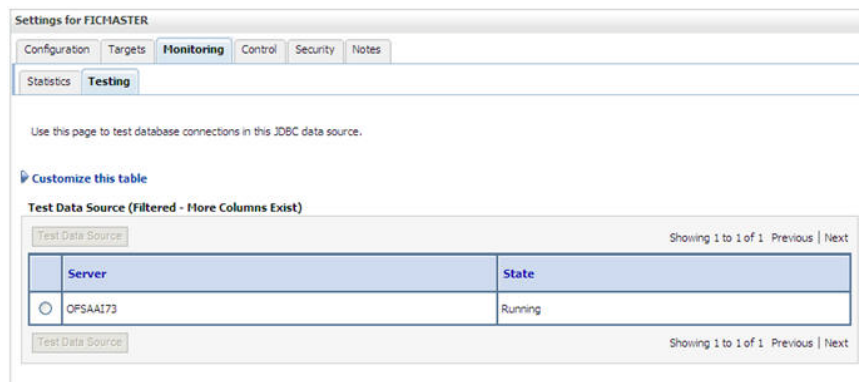 Settings for FICMASTER
Configuration Targets Monitoring Control Security Notes
Statistics Testing
Use this page to test database connections in this JDBC data source.
Customize this table
Test Data Source (Filtered - More Columns Exist)
Test Data Source Showing 1 to 1 of 1 Previous | Next
Server State
OFSAAI73 Running
Test Data Source Showing 1 to 1 of 1 Previous | Next